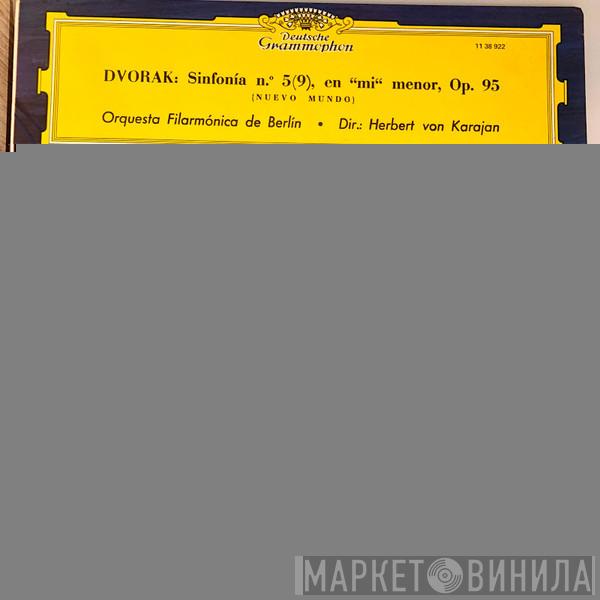 Deutsche
Grammophon
11 38 922
DVORAK: Sinfonía n.º 5(9), en “mi“ menor, Op. 95
(NUEVO MUNDO)
Orquesta Filarmónica de Berlín • Dir.: Herbert von Karajan
МАРКЕТ ВИНИЛА